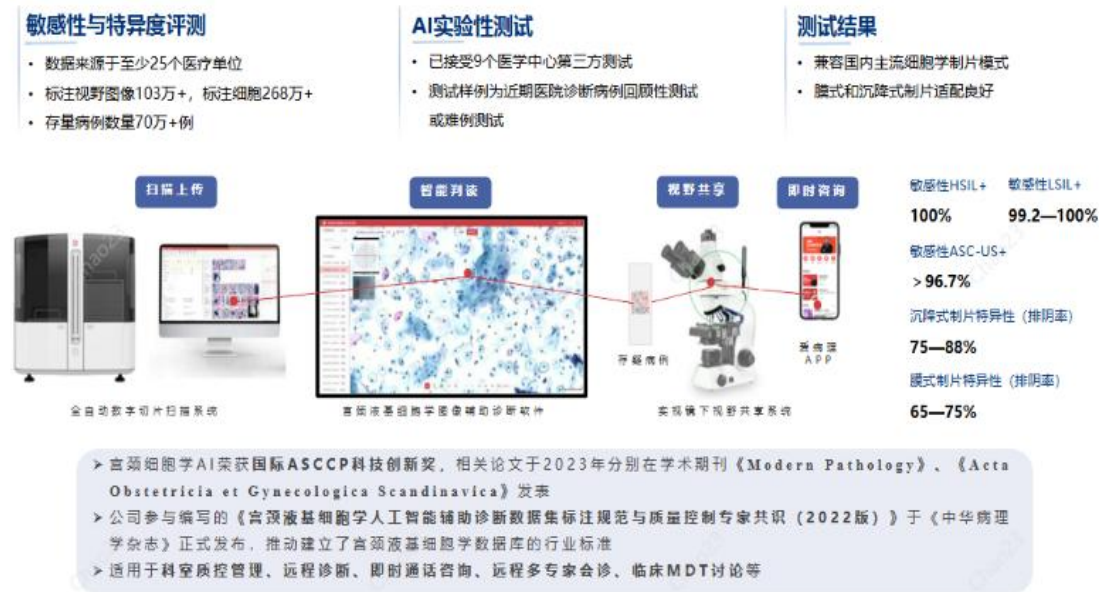 敏感性与特异度评测
• 数据来源于至少25个医疗单位
• 标注视野图像103万+，标注细胞268万+
• 存量病例数量70万+例
AI实验性测试
• 已接受9个医学中心第三方测试
• 测试样例为近期医院诊断病例回顾性测试
或难例测试
测试结果
• 兼容国内主流细胞学制片模式
• 膜式和沉降式制片适配良好
扫描上传
智能判读
视野共享
即时咨询
全自动数字切片扫描系统
宫颈液基细胞学图像辅助诊断软件
存疑病例
实视镜下视野共享系统
爱病理
APP
敏感性HSIL+ 敏感性LSIL+
100% 99.2—100%
敏感性ASC-US+
＞96.7%
沉降式制片特异性（排阴率）
75—88%
膜式制片特异性（排阴率）
65—75%
➢ 宫颈细胞学AI荣获国际ASCCP科技创新奖，相关论文于2023年分别在学术期刊《Modern Pathology》、《Acta
Obstetricia et Gynecologica Scandinavica》发表
➢ 公司参与编写的《宫颈液基细胞学人工智能辅助诊断数据集标注规范与质量控制专家共识（2022版）》于《中华病理
学杂志》正式发布，推动建立了宫颈液基细胞学数据库的行业标准
➢ 适用于科室质控管理、远程诊断、即时通话咨询、远程多专家会诊、临床MDT讨论等